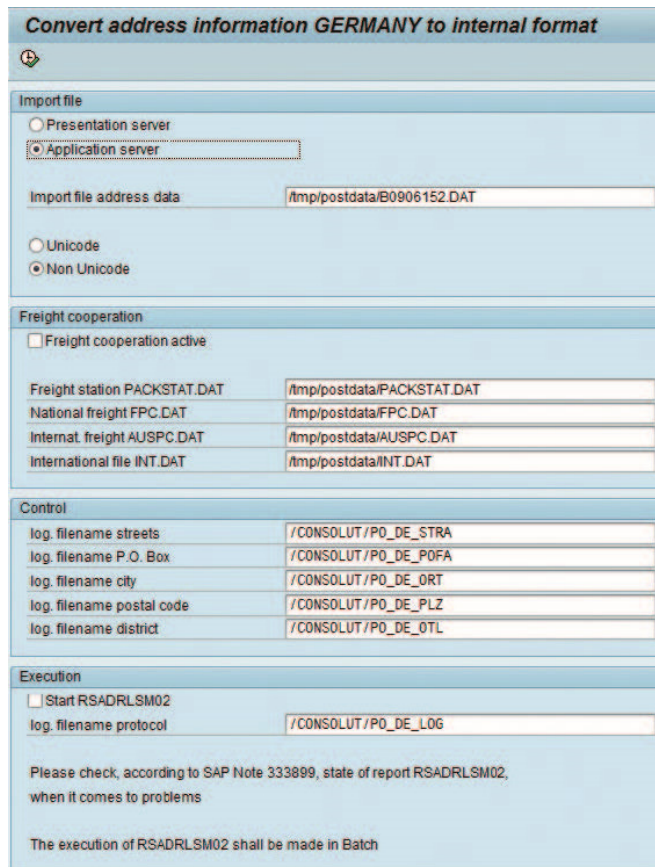 Convert address information GERMANY to internal format
Import file
Presentation server
Application server
Import file address data /tmp/postdata/B0906152.DAT
Unicode
Non Unicode
Freight cooperation
Freight cooperation active
Freight station PACKSTAT.DAT /tmp/postdata/PACKSTAT.DAT
National freight FPC.DAT /tmp/postdata/FPC.DAT
Internat. freight AUSPC.DAT /tmp/postdata/AUSPC.DAT
International file INT.DAT /tmp/postdata/INT.DAT
Control
log. filename streets /CONSOLUT/PO_DE_STRA
log. filename P.O. Box /CONSOLUT/PO_DE_POFA
log. filename city /CONSOLUT/PO_DE_ORT
log. filename postal code /CONSOLUT/PO_DE_PLZ
log. filename district /CONSOLUT/PO_DE_OTL
Execution
Start RSADRLSM02
log. filename protocol /CONSOLUT/PO_DE_LOG
Please check, according to SAP Note 333899, state of report RSADRLSM02,
when it comes to problems
The execution of RSADRLSM02 shall be made in Batch